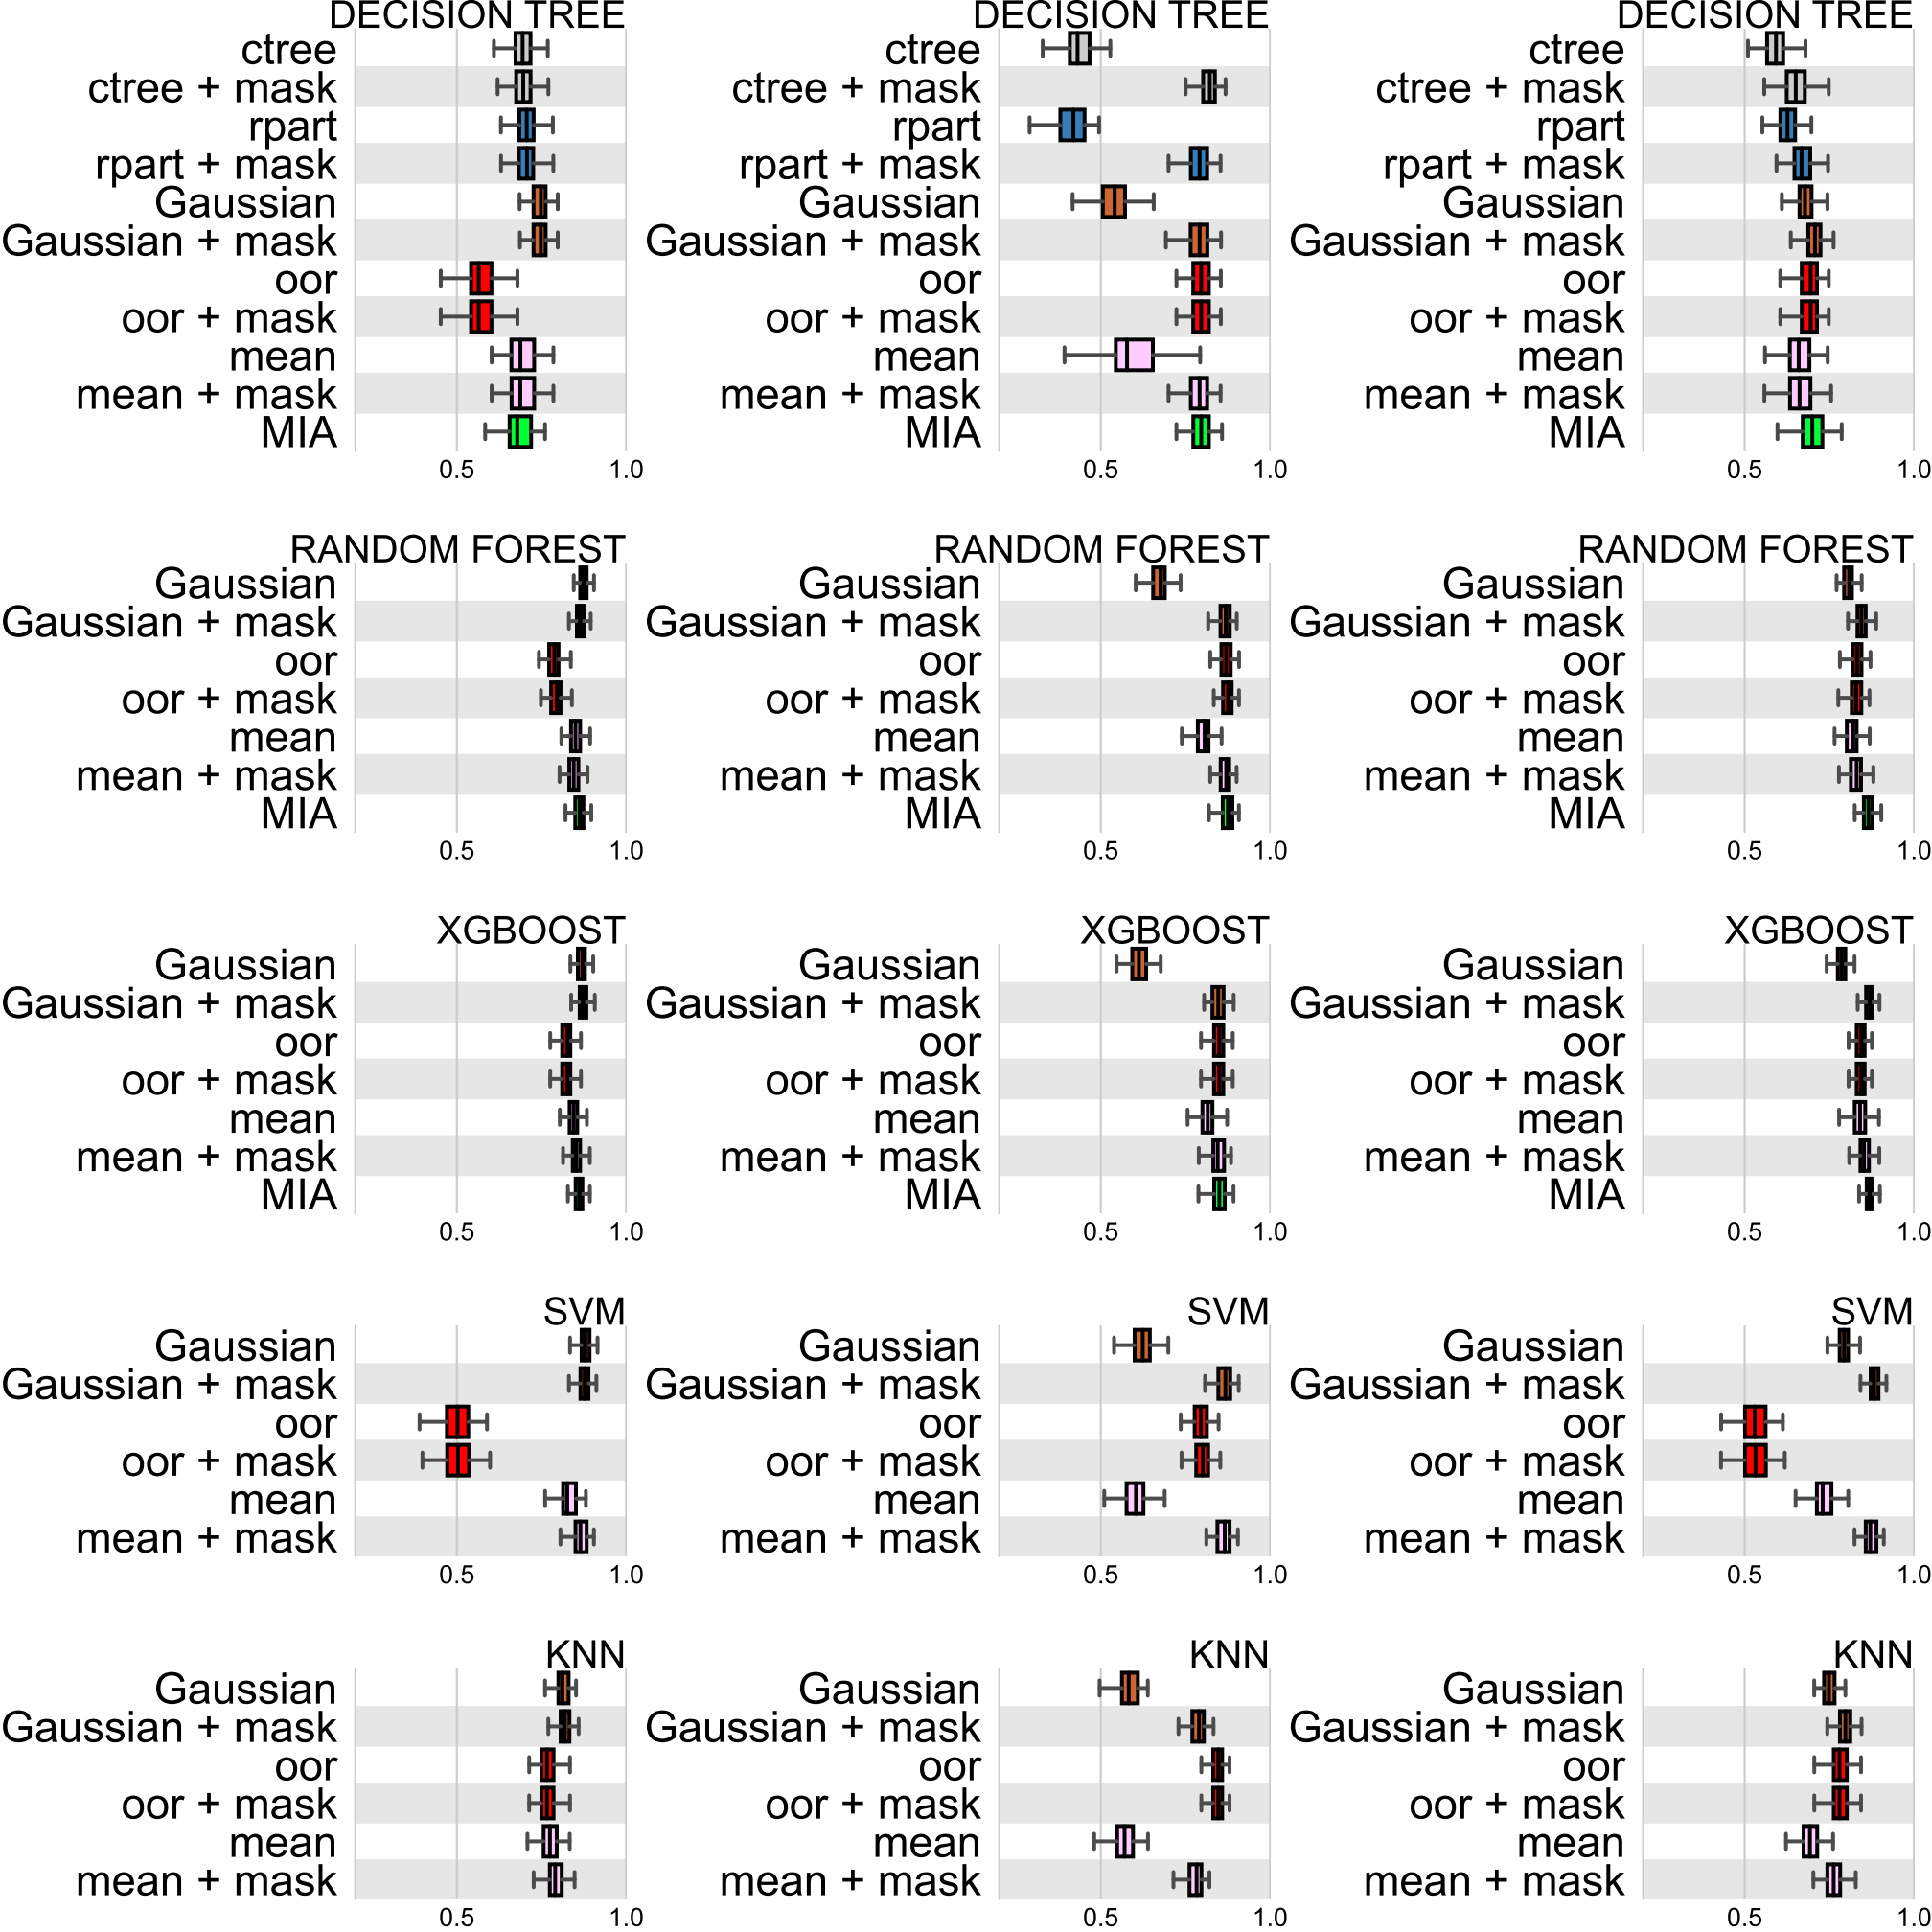 DECISION TREE DECISION TREE DECISION TREE
ctree ctree ctree
ctree + mask ctree + mask ctree + mask
rpart rpart rpart
rpart + mask rpart + mask rpart + mask
Gaussian Gaussian Gaussian
Gaussian + mask Gaussian + mask Gaussian + mask
oor oor oor
oor + mask oor + mask oor + mask
mean mean mean
mean + mask mean + mask mean + mask
MIA MIA MIA
0.5 1.0 0.5 1.0 0.5 1.0
RANDOM FOREST RANDOM FOREST RANDOM FOREST
Gaussian Gaussian Gaussian
Gaussian + mask Gaussian + mask Gaussian + mask
oor oor oor
oor + mask oor + mask oor + mask
mean mean mean
mean + mask mean + mask mean + mask
MIA MIA MIA
0.5 1.0 0.5 1.0 0.5 1.0
XGBOOST XGBOOST XGBOOST
Gaussian Gaussian Gaussian
Gaussian + mask Gaussian + mask Gaussian + mask
oor oor oor
oor + mask oor + mask oor + mask
mean mean mean
mean + mask mean + mask mean + mask
MIA MIA MIA
0.5 1.0 0.5 1.0 0.5 1.0
SVM SVM SVM
Gaussian Gaussian Gaussian
Gaussian + mask Gaussian + mask Gaussian + mask
oor oor oor
oor + mask oor + mask oor + mask
mean mean mean
mean + mask mean + mask mean + mask
0.5 1.0 0.5 1.0 0.5 1.0
KNN KNN KNN
Gaussian Gaussian Gaussian
Gaussian + mask Gaussian + mask Gaussian + mask
oor oor oor
oor + mask oor + mask oor + mask
mean mean mean
mean + mask mean + mask mean + mask
0.5 1.0 0.5 1.0 0.5 1.0